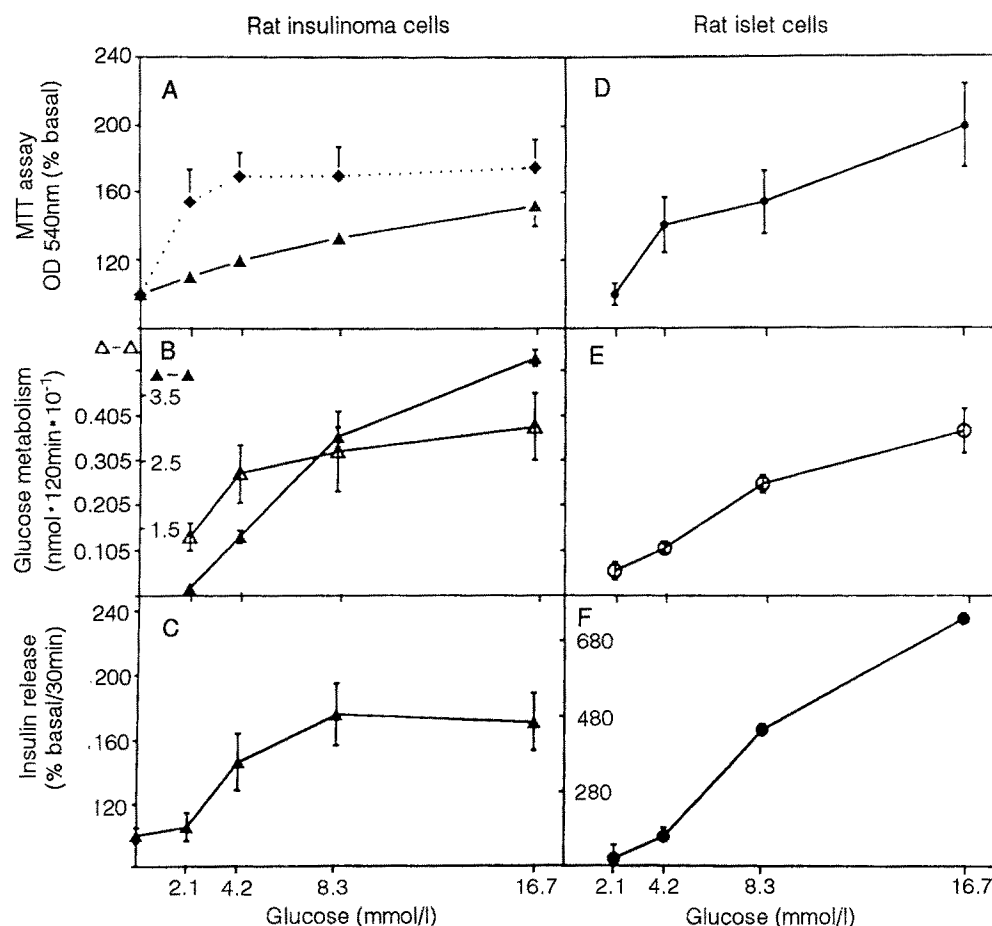 Rat insulinoma cells
Rat islet cells
MTT assay
OD 540nm (% basal)
240
200
160
120
A
D
Glucose metabolism
(nmol • 120min • 10⁻¹)
△-△
▲-▲
B
3.5
0.405
0.305
2.5
0.205
1.5
0.105
E
Insulin release
(% basal/30min)
240
200
160
120
C
F
680
480
280
2.1 4.2 8.3 16.7
Glucose (mmol/l)
2.1 4.2 8.3 16.7
Glucose (mmol/l)